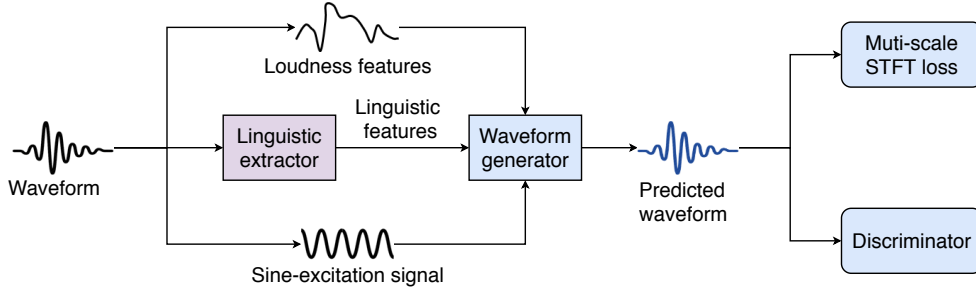 Waveform
Loudness features
Linguistic
extractor
Linguistic
features
Sine-excitation signal
Waveform
generator
Predicted
waveform
Muti-scale
STFT loss
Discriminator